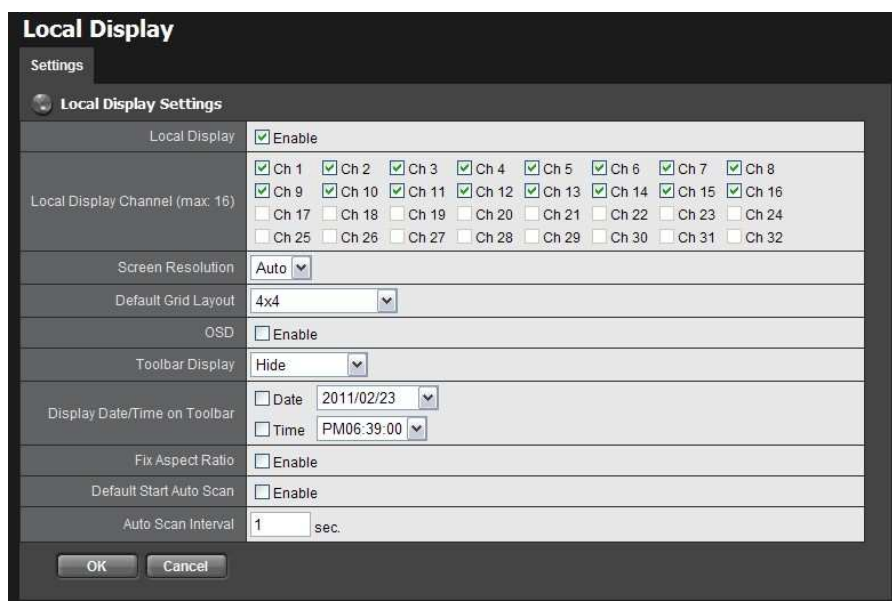 Local Display
Settings
Local Display Settings
Local Display Enable
Local Display Channel (max: 16) Ch 1 Ch 2 Ch 3 Ch 4 Ch 5 Ch 6 Ch 7 Ch 8
Ch 9 Ch 10 Ch 11 Ch 12 Ch 13 Ch 14 Ch 15 Ch 16
Ch 17 Ch 18 Ch 19 Ch 20 Ch 21 Ch 22 Ch 23 Ch 24
Ch 25 Ch 26 Ch 27 Ch 28 Ch 29 Ch 30 Ch 31 Ch 32
Screen Resolution Auto
Default Grid Layout 4x4
OSD Enable
Toolbar Display Hide
Display Date/Time on Toolbar Date 2011/02/23
Time PM06:39:00
Fix Aspect Ratio Enable
Default Start Auto Scan Enable
Auto Scan Interval 1 sec.
OK Cancel